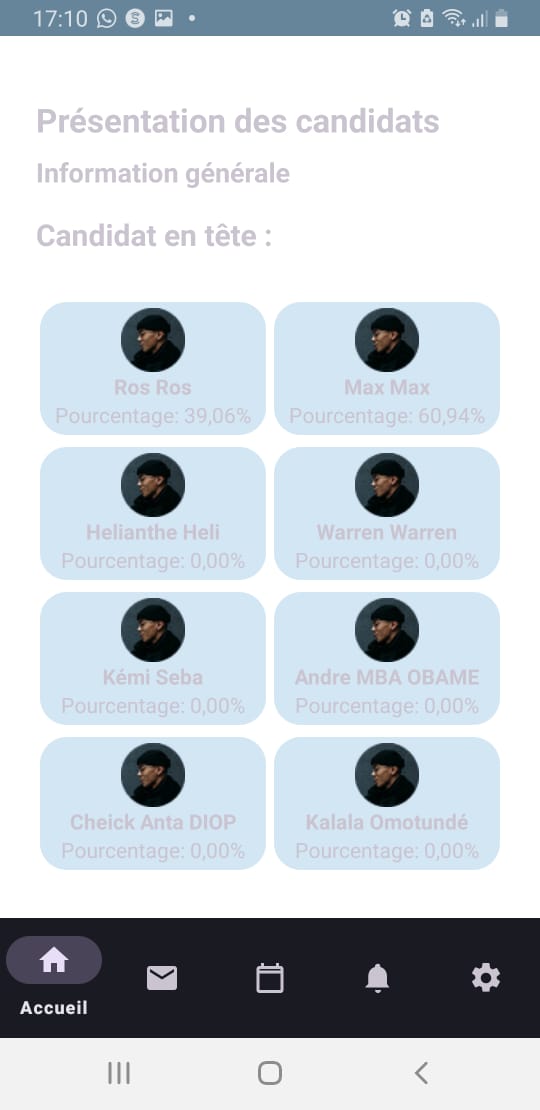 17:10
Présentation des candidats
Information générale
Candidat en tête :
Ros Ros
Pourcentage: 39,06%
Max Max
Pourcentage: 60,94%
Helianthe Heli
Pourcentage: 0,00%
Warren Warren
Pourcentage: 0,00%
Kémi Seba
Pourcentage: 0,00%
Andre MBA OBAME
Pourcentage: 0,00%
Cheick Anta DIOP
Pourcentage: 0,00%
Kalala Omotundé
Pourcentage: 0,00%
Accueil